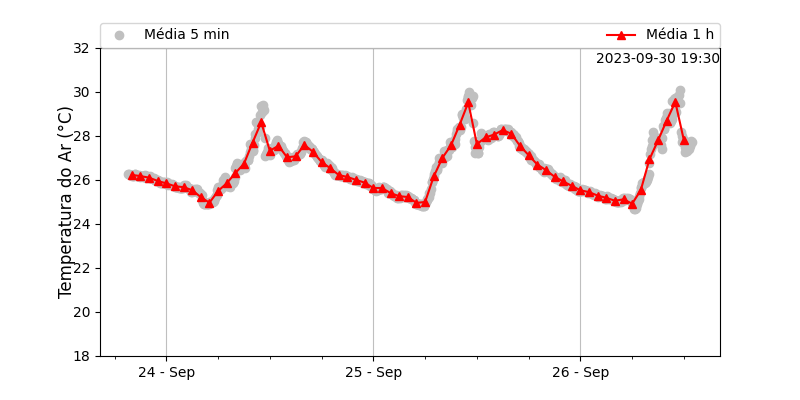 Média 5 min
Média 1 h
2023-09-30 19:30
Temperatura do Ar (°C)
32
30
28
26
24
22
20
18
24 - Sep
25 - Sep
26 - Sep